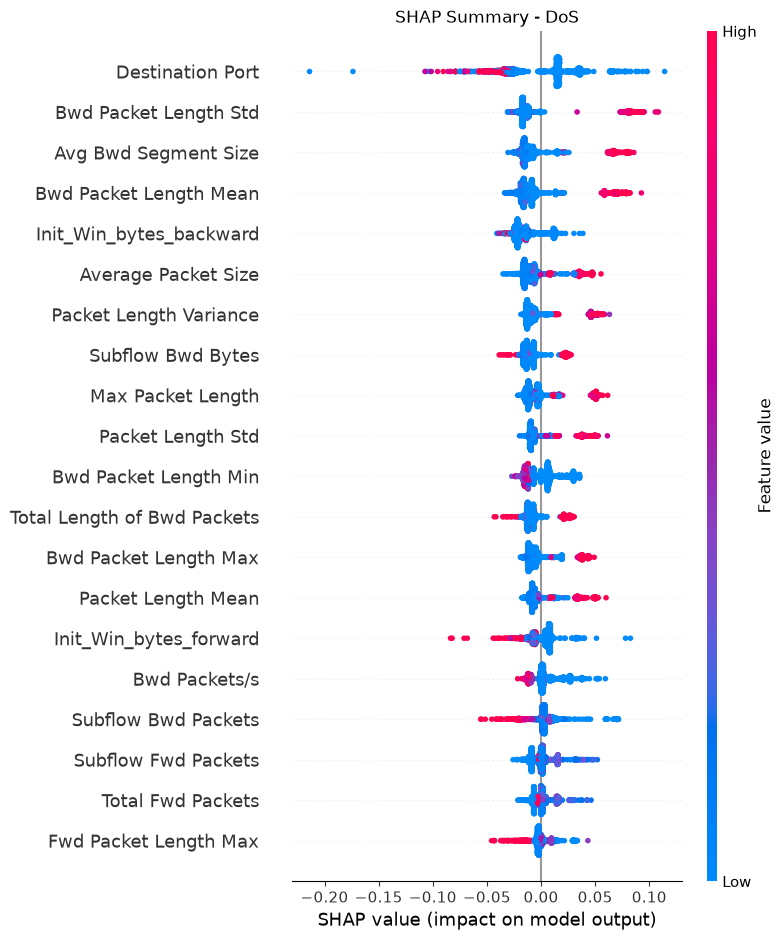 SHAP Summary - DoS
High
Destination Port
Bwd Packet Length Std
Avg Bwd Segment Size
Bwd Packet Length Mean
Init_Win_bytes_backward
Average Packet Size
Packet Length Variance
Subflow Bwd Bytes
Max Packet Length
Packet Length Std
Bwd Packet Length Min
Total Length of Bwd Packets
Bwd Packet Length Max
Packet Length Mean
Init_Win_bytes_forward
Bwd Packets/s
Subflow Bwd Packets
Subflow Fwd Packets
Total Fwd Packets
Fwd Packet Length Max
Feature value
Low
−0.20 −0.15 −0.10 −0.05 0.00 0.05 0.10
SHAP value (impact on model output)